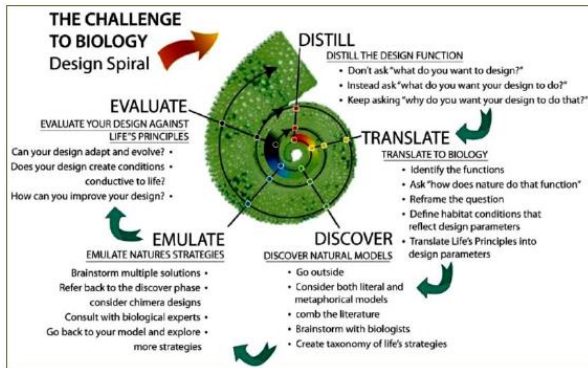 THE CHALLENGE
TO BIOLOGY
Design Spiral
DISTILL
DISTILL THE DESIGN FUNCTION
• Don't ask "what do you want to design?"
• Instead ask "what do you want your design to do?"
• Keep asking "why do you want your design to do that?"
TRANSLATE
TRANSLATE TO BIOLOGY
• Identify the functions
• Ask "how does nature do that function"
• Reframe the question
• Define habitat conditions that
reflect design parameters
• Translate Life's Principles into
design parameters
DISCOVER
DISCOVER NATURAL MODELS
• Go outside
• Consider both literal and
metaphorical models
• comb the literature
• Brainstorm with biologists
• Create taxonomy of life's strategies
EMULATE
EMULATE NATURES STRATEGIES
Brainstorm multiple solutions •
Refer back to the discover phase •
consider chimera designs
Consult with biological experts •
Go back to your model and explore •
more strategies
EVALUATE
EVALUATE YOUR DESIGN AGAINST
LIFE'S PRINCIPLES
Can your design adapt and evolve? •
Does your design create conditions •
conducive to life?
How can you improve your design? •